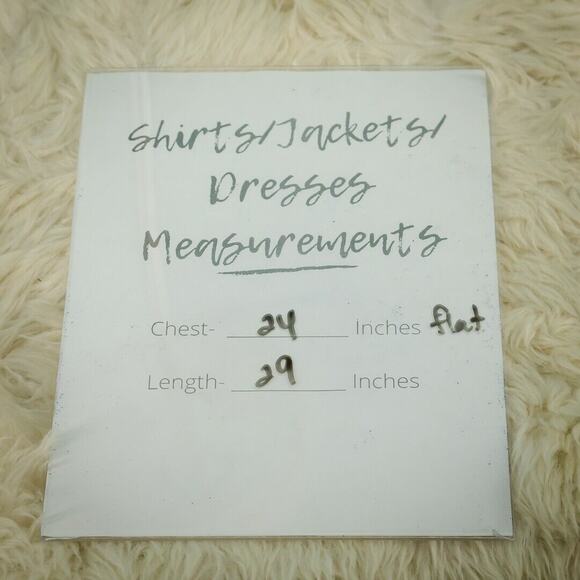 Shirts/Jackets/
Dresses
Measurements
Chest- 24 Inches flat
Length- 29 Inches